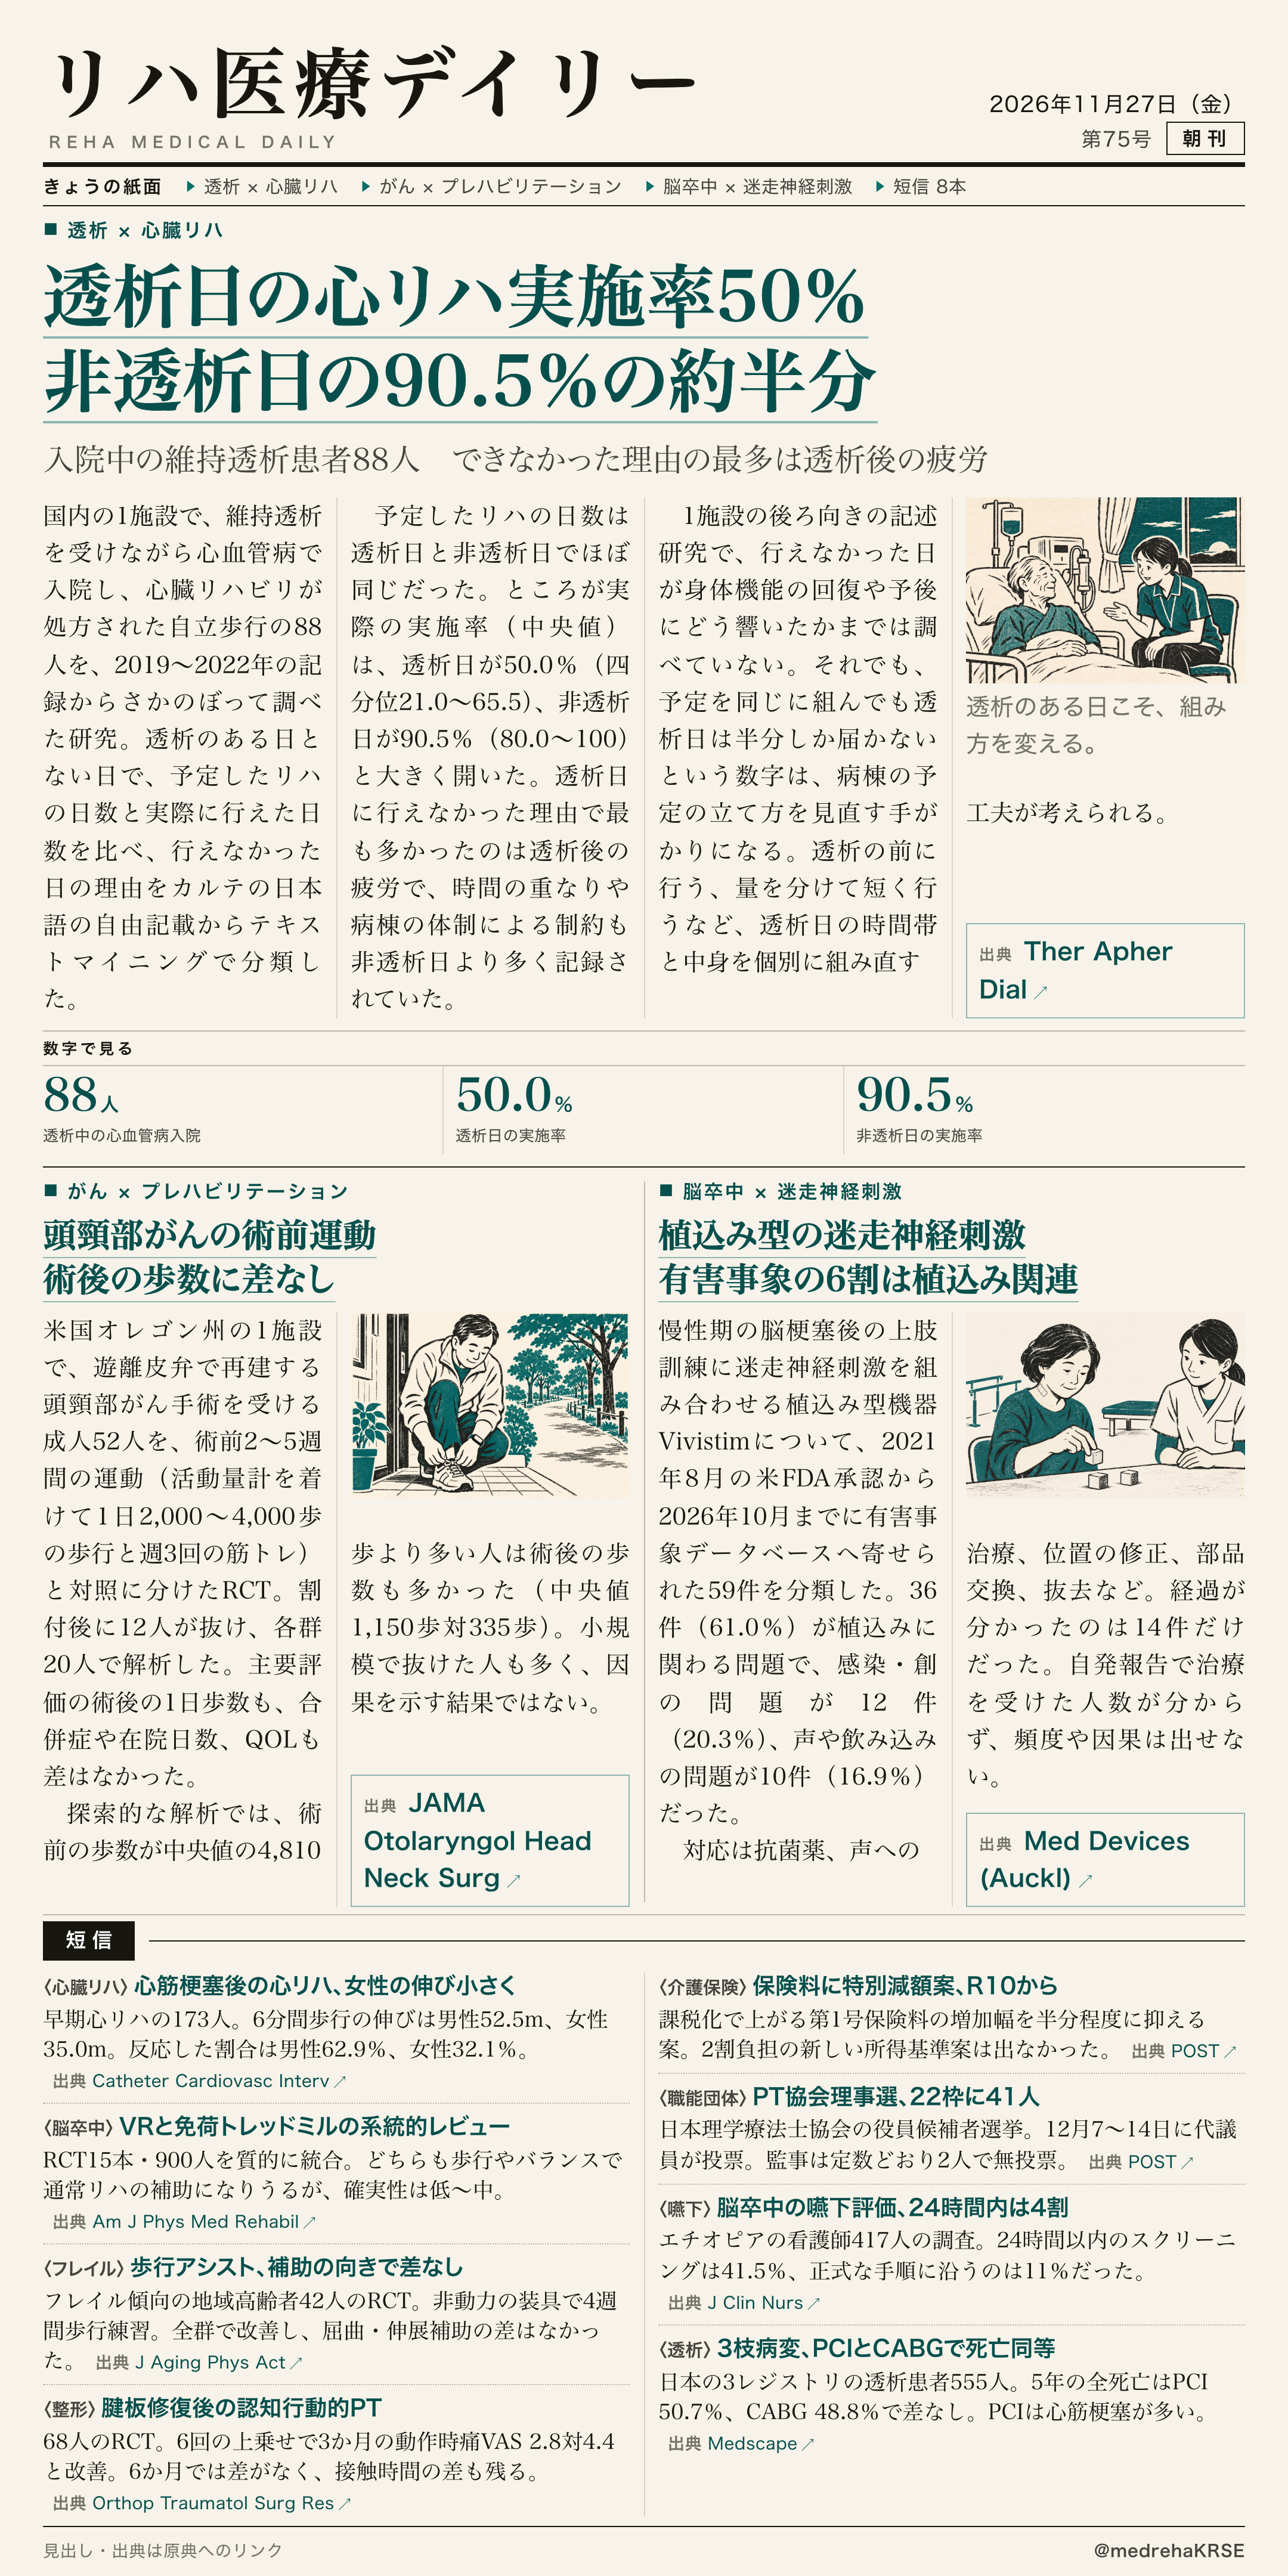 リハ医療デイリー
REHA MEDICAL DAILY
2026年11月27日（金）
第75号 朝刊
きょうの紙面 ▶ 透析 × 心臓リハ ▶ がん × プレハビリテーション ▶ 脳卒中 × 迷走神経刺激 ▶ 短信 8本
■ 透析 × 心臓リハ
透析日の心リハ実施率50%
非透析日の90.5%の約半分
入院中の維持透析患者88人　できなかった理由の最多は透析後の疲労
国内の1施設で、維持透析
を受けながら心血管病で
入院し、心臓リハビリが
処方された自立歩行の88
人を、2019〜2022年の記
録からさかのぼって調べ
た研究。透析のある日と
ない日で、予定したリハ
の日数と実際に行えた日
数を比べ、行えなかった
日の理由をカルテの日本
語の自由記載からテキス
トマイニングで分類し
た。
　予定したリハの日数は
透析日と非透析日でほぼ
同じだった。ところが実
際の実施率（中央値）
は、透析日が50.0%（四
分位21.0〜65.5）、非透析
日が90.5%（80.0〜100）
と大きく開いた。透析日
に行えなかった理由で最
も多かったのは透析後の
疲労で、時間の重なりや
病棟の体制による制約も
非透析日より多く記録さ
れていた。
　1施設の後ろ向きの記述
研究で、行えなかった日
が身体機能の回復や予後
にどう響いたかまでは調
べていない。それでも、
予定を同じに組んでも透
析日は半分しか届かない
という数字は、病棟の予
定の立て方を見直す手が
かりになる。透析の前に
行う、量を分けて短く行
うなど、透析日の時間帯
と中身を個別に組み直す
透析のある日こそ、組み
方を変える。
工夫が考えられる。
出典 Ther Apher
Dial ↗
数字で見る
88人
透析中の心血管病入院
50.0%
透析日の実施率
90.5%
非透析日の実施率
■ がん × プレハビリテーション
頭頸部がんの術前運動
術後の歩数に差なし
米国オレゴン州の1施設
で、遊離皮弁で再建する
頭頸部がん手術を受ける
成人52人を、術前2〜5週
間の運動（活動量計を着
けて1日2,000〜4,000歩
の歩行と週3回の筋トレ）
と対照に分けたRCT。割
付後に12人が抜け、各群
20人で解析した。主要評
価の術後の1日歩数も、合
併症や在院日数、QOLも
差はなかった。
　探索的な解析では、術
前の歩数が中央値の4,810
歩より多い人は術後の歩
数も多かった（中央値
1,150歩対335歩）。小規
模で抜けた人も多く、因
果を示す結果ではない。
出典 JAMA
Otolaryngol Head
Neck Surg ↗
■ 脳卒中 × 迷走神経刺激
植込み型の迷走神経刺激
有害事象の6割は植込み関連
慢性期の脳梗塞後の上肢
訓練に迷走神経刺激を組
み合わせる植込み型機器
Vivistimについて、2021
年8月の米FDA承認から
2026年10月までに有害事
象データベースへ寄せら
れた59件を分類した。36
件（61.0%）が植込みに
関わる問題で、感染・創
の問題が12件
（20.3%）、声や飲み込み
の問題が10件（16.9%）
だった。
　対応は抗菌薬、声への
治療、位置の修正、部品
交換、抜去など。経過が
分かったのは14件だけ
だった。自発報告で治療
を受けた人数が分から
ず、頻度や因果は出せな
い。
出典 Med Devices
(Auckl) ↗
短信
〈心臓リハ〉心筋梗塞後の心リハ、女性の伸び小さく
早期心リハの173人。6分間歩行の伸びは男性52.5m、女性
35.0m。反応した割合は男性62.9%、女性32.1%。
出典 Catheter Cardiovasc Interv ↗
〈脳卒中〉VRと免荷トレッドミルの系統的レビュー
RCT15本・900人を質的に統合。どちらも歩行やバランスで
通常リハの補助になりうるが、確実性は低〜中。
出典 Am J Phys Med Rehabil ↗
〈フレイル〉歩行アシスト、補助の向きで差なし
フレイル傾向の地域高齢者42人のRCT。非動力の装具で4週
間歩行練習。全群で改善し、屈曲・伸展補助の差はなかっ
た。 出典 J Aging Phys Act ↗
〈整形〉腱板修復後の認知行動的PT
68人のRCT。6回の上乗せで3か月の動作時痛VAS 2.8対4.4
と改善。6か月では差がなく、接触時間の差も残る。
出典 Orthop Traumatol Surg Res ↗
〈介護保険〉保険料に特別減額案、R10から
課税化で上がる第1号保険料の増加幅を半分程度に抑える
案。2割負担の新しい所得基準案は出なかった。 出典 POST ↗
〈職能団体〉PT協会理事選、22枠に41人
日本理学療法士協会の役員候補者選挙。12月7〜14日に代議
員が投票。監事は定数どおり2人で無投票。 出典 POST ↗
〈嚥下〉脳卒中の嚥下評価、24時間内は4割
エチオピアの看護師417人の調査。24時間以内のスクリーニ
ングは41.5%、正式な手順に沿うのは11%だった。
出典 J Clin Nurs ↗
〈透析〉3枝病変、PCIとCABGで死亡同等
日本の3レジストリの透析患者555人。5年の全死亡はPCI
50.7%、CABG 48.8%で差なし。PCIは心筋梗塞が多い。
出典 Medscape ↗
見出し・出典は原典へのリンク
@medrehaKRSE